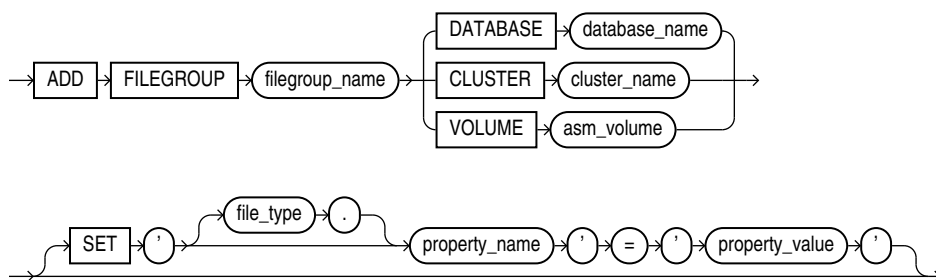 DATABASE database_name
ADD FILEGROUP filegroup_name CLUSTER cluster_name
VOLUME asm_volume
file_type .
SET ' property_name ' = ' property_value '